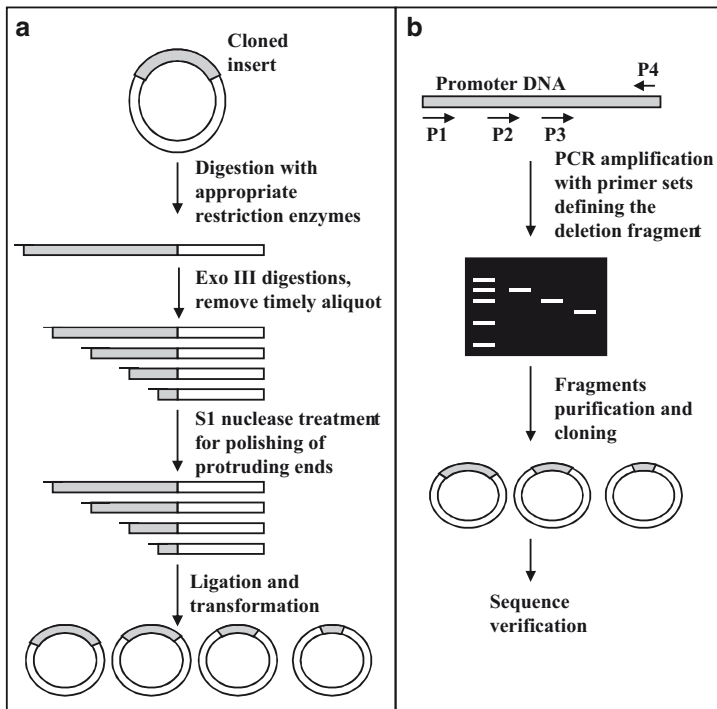 a
Cloned
insert
Digestion with
appropriate
restriction enzymes
Exo III digestions,
remove timely aliquot
S1 nuclease treatment
for polishing of
protruding ends
Ligation and
transformation
b
P4
Promoter DNA
P1 P2 P3
PCR amplification
with primer sets
defining the
deletion fragment
Fragments
purification and
cloning
Sequence
verification